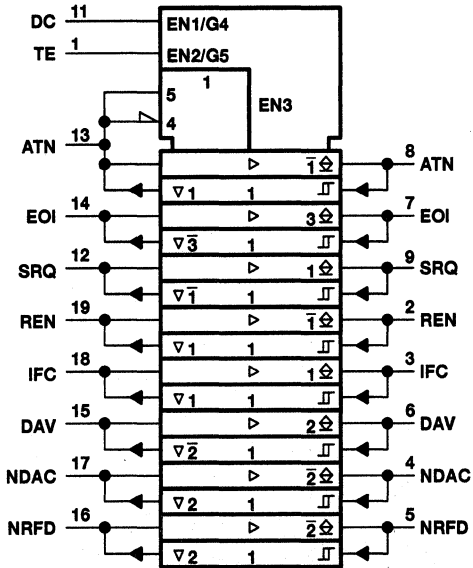 DC 11 EN1/G4
TE 1 EN2/G5
1
5 EN3
4
ATN 13
▷ 1̅ 8 ATN
▽1 1
EOI 14 ▷ 3 7 EOI
▽3̅ 1
SRQ 12 ▷ 1 9 SRQ
▽1̅ 1
REN 19 ▷ 1̅ 2 REN
▽1 1
IFC 18 ▷ 1 3 IFC
▽1 1
DAV 15 ▷ 2 6 DAV
▽2̅ 1
NDAC 17 ▷ 2̅ 4 NDAC
▽2 1
NRFD 16 ▷ 2̅ 5 NRFD
▽2 1